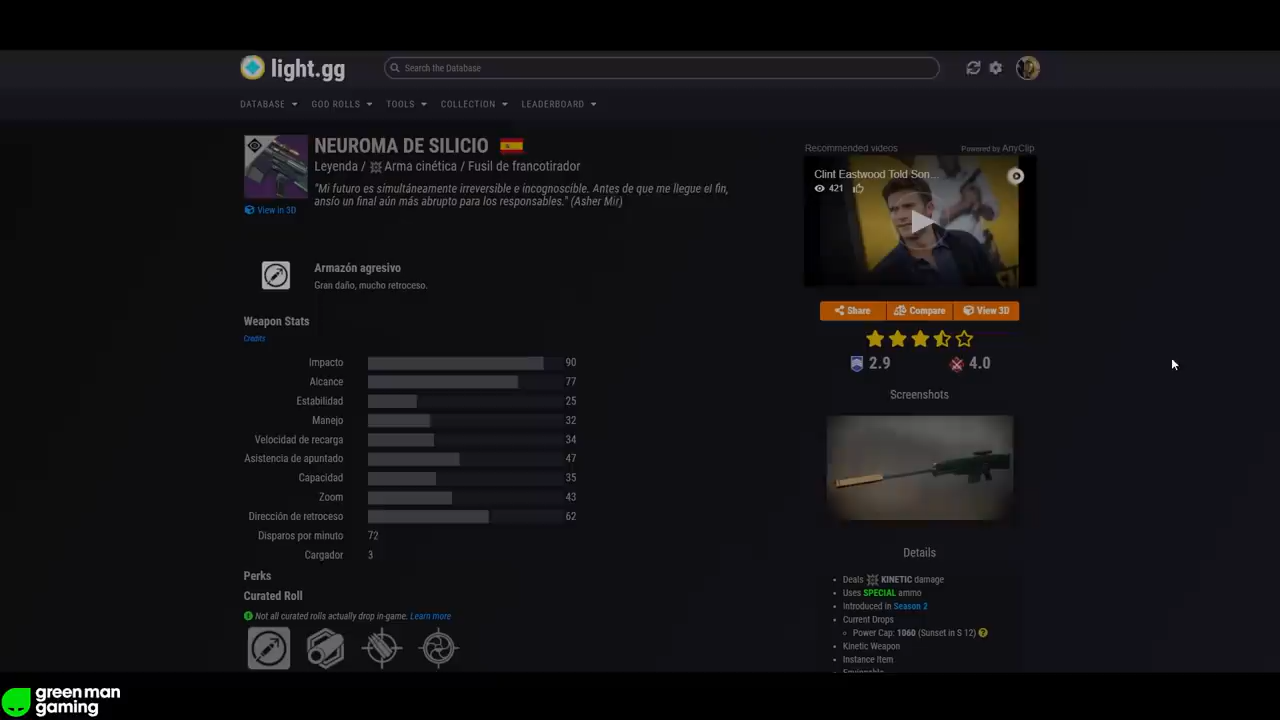 light.gg
Search the Database
DATABASE
GOD ROLLS
TOOLS
COLLECTION
LEADERBOARD
NEUROMA DE SILICIO
Leyenda / Arma cinética / Fusil de francotirador
"Mi futuro es simultáneamente irreversible e incognoscible. Antes de que me llegue el fin,
ansío un final aún más abrupto para los responsables." (Asher Mir)
View in 3D
Armazón agresivo
Gran daño, mucho retroceso.
Weapon Stats
Credits
Impacto 90
Alcance 77
Estabilidad 25
Manejo 32
Velocidad de recarga 34
Asistencia de apuntado 47
Capacidad 35
Zoom 43
Dirección de retroceso 62
Disparos por minuto 72
Cargador 3
Perks
Curated Roll
Not all curated rolls actually drop in-game. Learn more
Recommended videos
Powered by AnyClip
Clint Eastwood Told Son...
421
Share
Compare
View 3D
2.9
4.0
Screenshots
Details
Deals KINETIC damage
Uses SPECIAL ammo
Introduced in Season 2
Current Drops
Power Cap: 1060 (Sunset in S 12)
Kinetic Weapon
Instance Item
green man
gaming